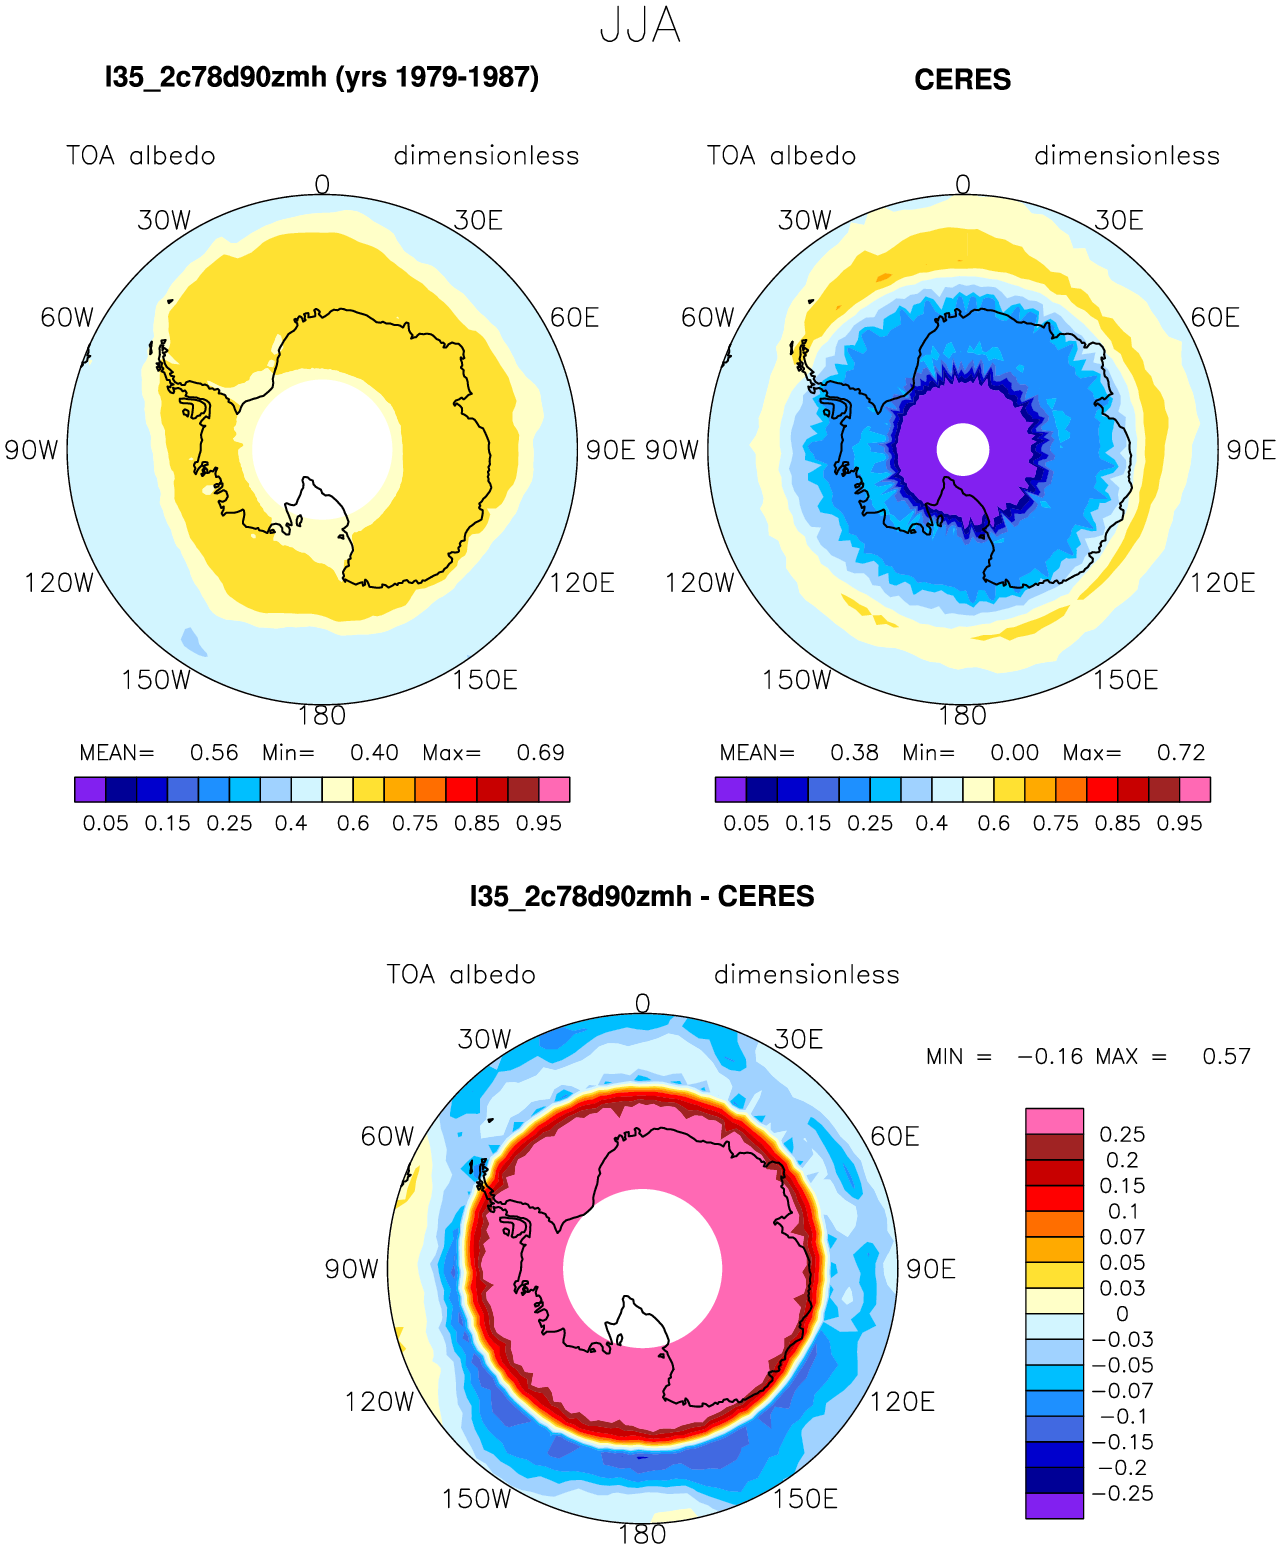 JJA
l35_2c78d90zmh (yrs 1979-1987)
CERES
TOA albedo dimensionless
TOA albedo dimensionless
0
30W 30E
60W 60E
90W 90E
120W 120E
150W 150E
180
0
30W 30E
60W 60E
90W 90E
120W 120E
150W 150E
180
MEAN= 0.56 Min= 0.40 Max= 0.69
0.05 0.15 0.25 0.4 0.6 0.75 0.85 0.95
MEAN= 0.38 Min= 0.00 Max= 0.72
0.05 0.15 0.25 0.4 0.6 0.75 0.85 0.95
l35_2c78d90zmh - CERES
TOA albedo dimensionless
0
30W 30E
60W 60E
90W 90E
120W 120E
150W 150E
180
MIN = −0.16 MAX = 0.57
0.25
0.2
0.15
0.1
0.07
0.05
0.03
0
−0.03
−0.05
−0.07
−0.1
−0.15
−0.2
−0.25